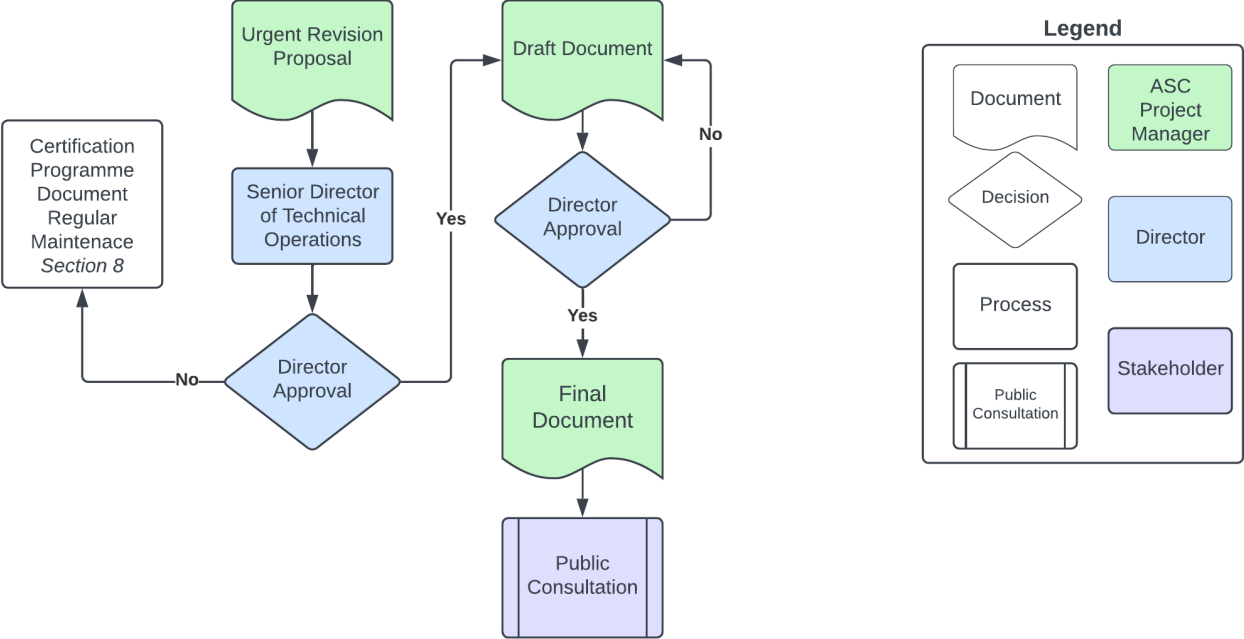 Urgent Revision
Proposal
Senior Director
of Technical
Operations
Director
Approval
No
Certification
Programme
Document
Regular
Maintenace
Section 8
Yes
Draft Document
Director
Approval
No
Yes
Final
Document
Public
Consultation
Legend
Document
ASC
Project
Manager
Decision
Director
Process
Stakeholder
Public
Consultation